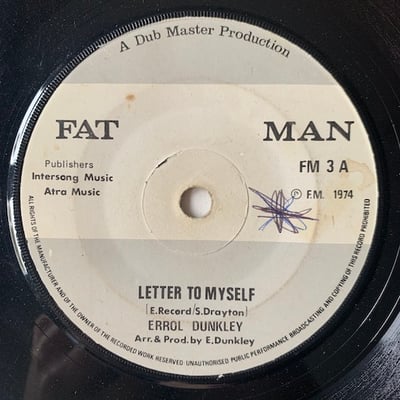 A Dub Master Production
FAT MAN
Publishers
Intersong Music
Atra Music
FM 3 A
Ⓟ F.M. 1974
LETTER TO MYSELF
(E.Record/S.Drayton)
ERROL DUNKLEY
Arr.& Prod.by E.Dunkley
ALL RIGHTS OF THE MANUFACTURER AND OF THE OWNER OF THE RECORDED WORK RESERVED UNAUTHORISED PUBLIC PERFORMANCE BROADCASTING AND COPYING OF THIS RECORD PROHIBITED